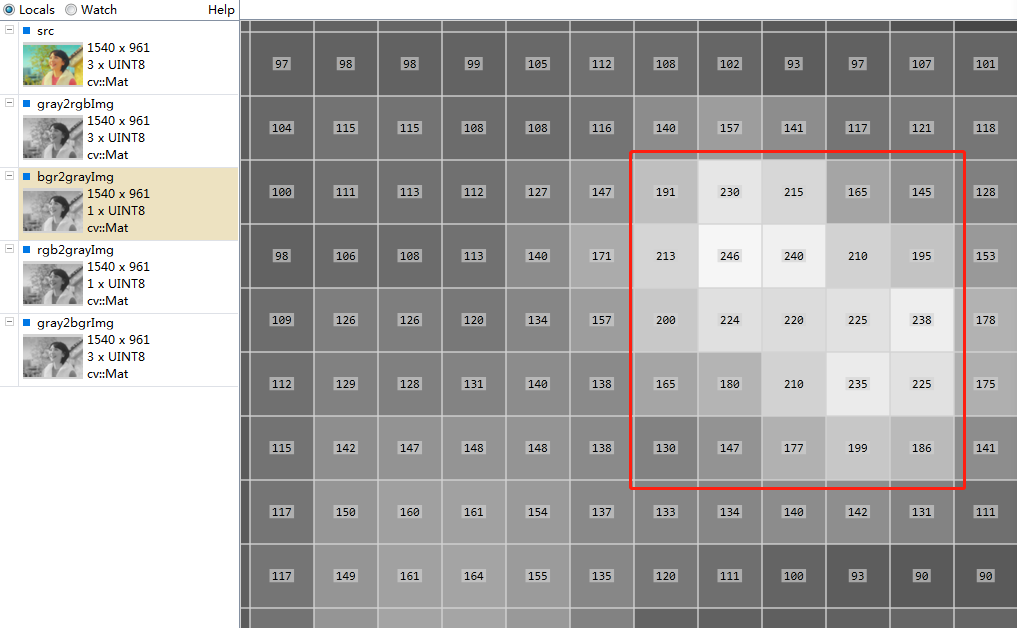 Locals Watch Help
src
1540 x 961
3 x UINT8
cv::Mat
gray2rgbImg
1540 x 961
3 x UINT8
cv::Mat
bgr2grayImg
1540 x 961
1 x UINT8
cv::Mat
rgb2grayImg
1540 x 961
1 x UINT8
cv::Mat
gray2bgrImg
1540 x 961
3 x UINT8
cv::Mat
97 98 98 99 105 112 108 102 93 97 107 101
104 115 115 108 108 116 140 157 141 117 121 118
100 111 113 112 127 147 191 230 215 165 145 128
98 106 108 113 140 171 213 246 240 210 195 153
109 126 126 120 134 157 200 224 220 225 238 178
112 129 128 131 140 138 165 180 210 235 225 175
115 142 147 148 148 138 130 147 177 199 186 141
117 150 160 161 154 137 133 134 140 142 131 111
117 149 161 164 155 135 120 111 100 93 90 90